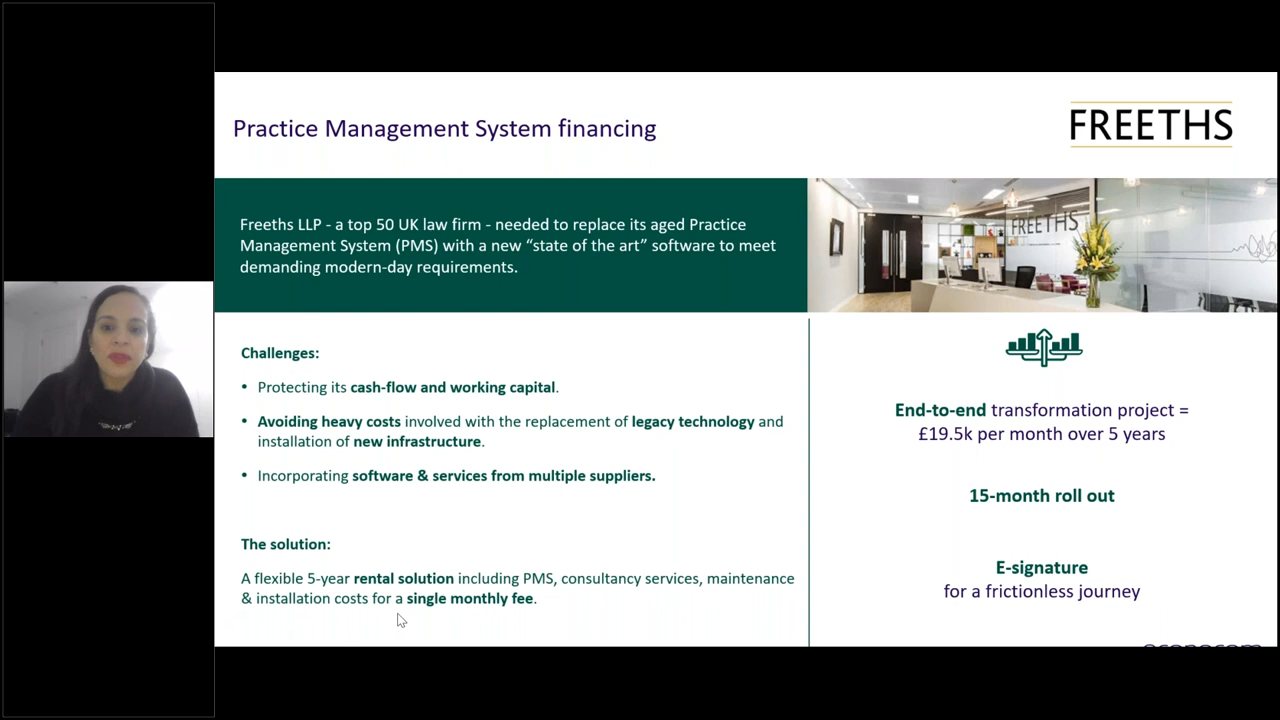 Practice Management System financing
FREETHS
Freeths LLP - a top 50 UK law firm - needed to replace its aged Practice
Management System (PMS) with a new “state of the art” software to meet
demanding modern-day requirements.
FREETHS
Challenges:
• Protecting its cash-flow and working capital.
• Avoiding heavy costs involved with the replacement of legacy technology and
installation of new infrastructure.
• Incorporating software & services from multiple suppliers.
The solution:
A flexible 5-year rental solution including PMS, consultancy services, maintenance
& installation costs for a single monthly fee.
End-to-end transformation project =
£19.5k per month over 5 years
15-month roll out
E-signature
for a frictionless journey